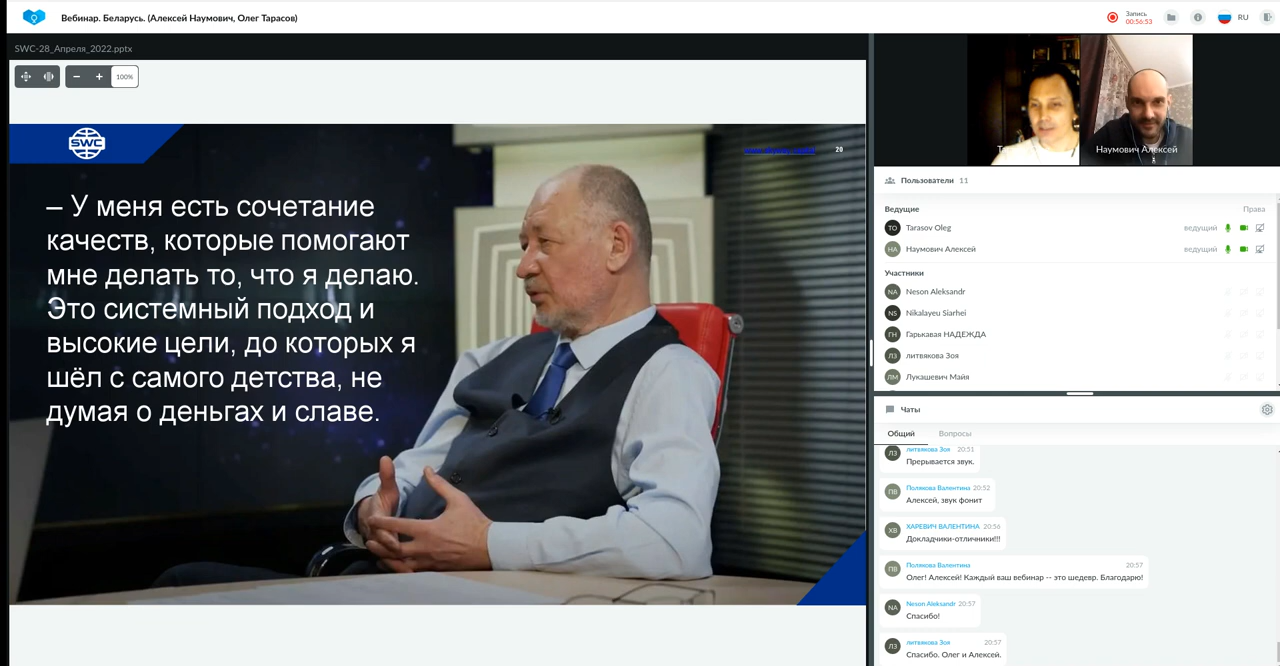 Вебинар. Беларусь. (Алексей Наумович, Олег Тарасов)
Запись
00:56:53
RU
SWC-28_Апреля_2022.pptx
100%
SWC
20
– У меня есть сочетание
качеств, которые помогают
мне делать то, что я делаю.
Это системный подход и
высокие цели, до которых я
шёл с самого детства, не
думая о деньгах и славе.
Наумович Алексей
Пользователи 11
Ведущие Права
TO Tarasov Oleg ведущий
НА Наумович Алексей ведущий
Участники
NA Neson Aleksandr
NS Nikalayeu Siarhei
ГН Гарькавая НАДЕЖДА
ЛЗ литвякова Зоя
ЛМ Лукашевич Майя
Чаты
Общий Вопросы
ЛЗ литвякова Зоя 20:51
Прерывается звук.
ПВ Полякова Валентина 20:52
Алексей, звук фонит
ХВ ХАРЕВИЧ ВАЛЕНТИНА 20:56
Докладчики-отличники!!!
ПВ Полякова Валентина 20:57
Олег! Алексей! Каждый ваш вебинар -- это шедевр. Благодарю!
NA Neson Aleksandr 20:57
Спасибо!
ЛЗ литвякова Зоя 20:57
Спасибо. Олег и Алексей.